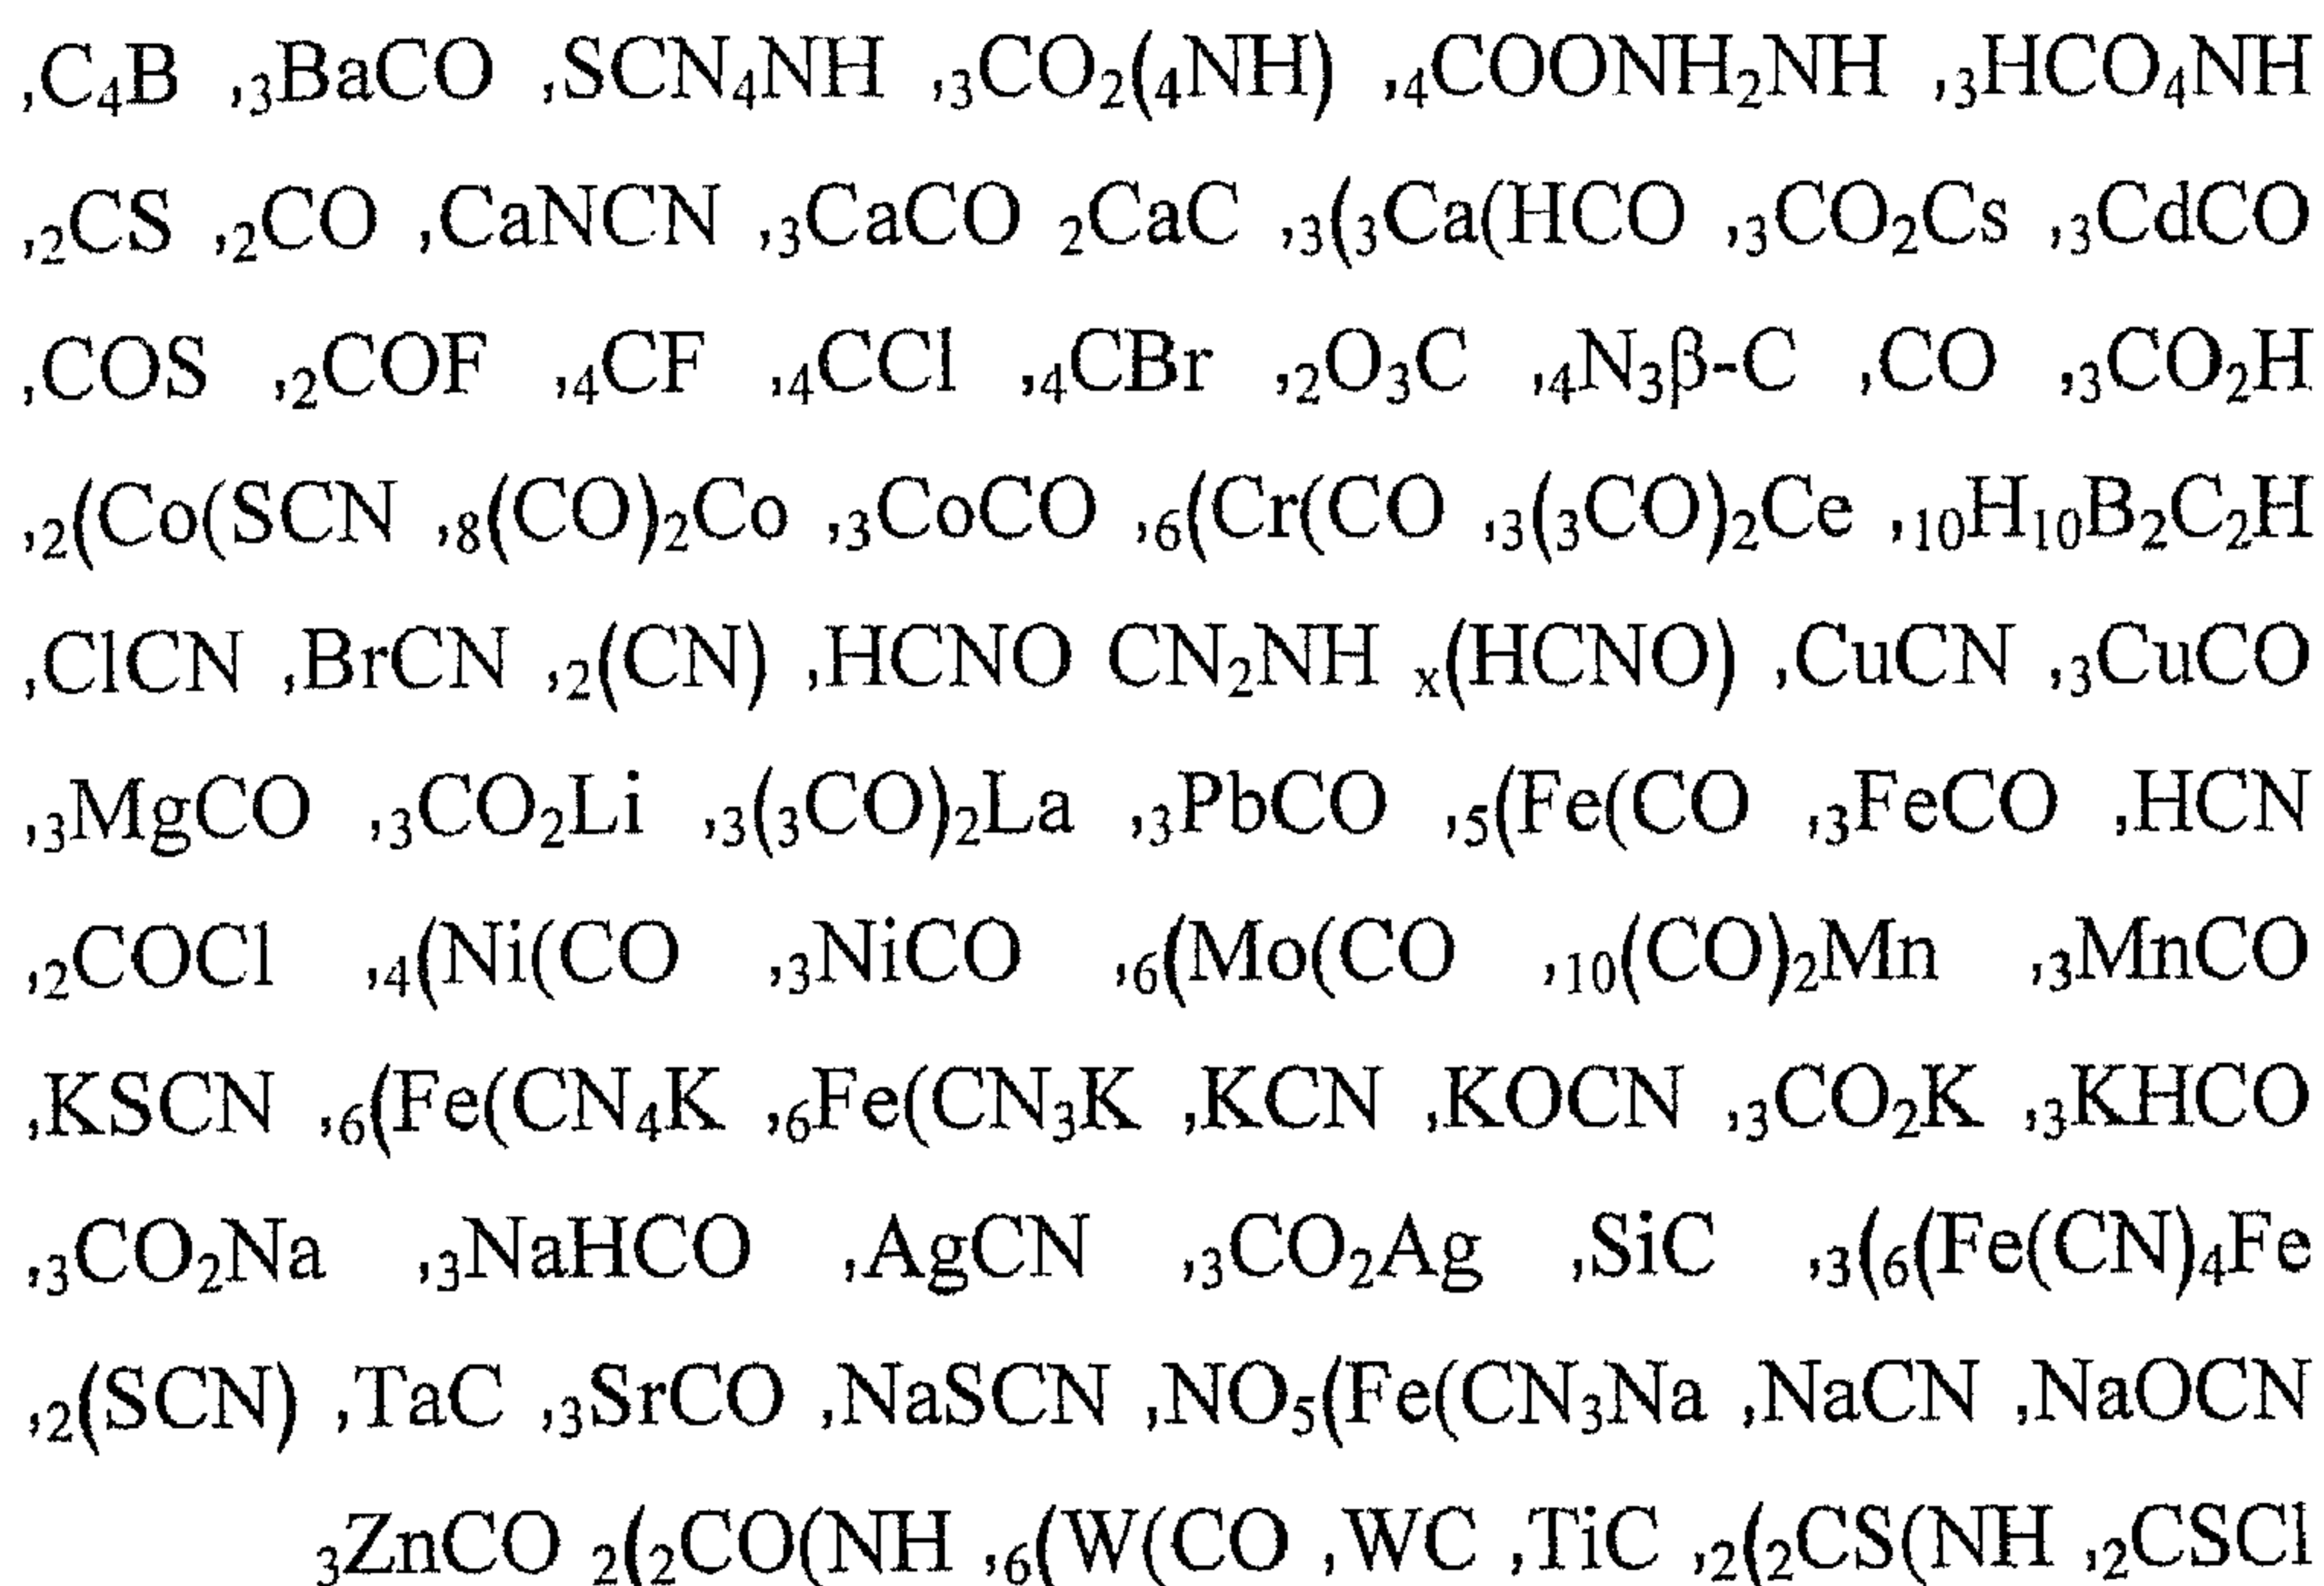 ,C₄B ,₃BaCO ,SCN₄NH ,₃CO₂(₄NH) ,₄COONH₂NH ,₃HCO₄NH
,₂CS ,₂CO ,CaNCN ,₃CaCO ₂CaC ,₃(₃Ca(HCO ,₃CO₂Cs ,₃CdCO
,COS ,₂COF ,₄CF ,₄CCl ,₄CBr ,₂O₃C ,₄N₃β-C ,CO ,₃CO₂H
,₂(Co(SCN ,₈(CO)₂Co ,₃CoCO ,₆(Cr(CO ,₃(₃CO)₂Ce ,₁₀H₁₀B₂C₂H
,ClCN ,BrCN ,₂(CN) ,HCNO CN₂NH ₓ(HCNO) ,CuCN ,₃CuCO
,₃MgCO ,₃CO₂Li ,₃(₃CO)₂La ,₃PbCO ,₅(Fe(CO ,₃FeCO ,HCN
,₂COCl ,₄(Ni(CO ,₃NiCO ,₆(Mo(CO ,₁₀(CO)₂Mn ,₃MnCO
,KSCN ,₆(Fe(CN₄K ,₆Fe(CN₃K ,KCN ,KOCN ,₃CO₂K ,₃KHCO
,₃CO₂Na ,₃NaHCO ,AgCN ,₃CO₂Ag ,SiC ,₃(₆(Fe(CN)₄Fe
,₂(SCN) ,TaC ,₃SrCO ,NaSCN ,NO₅(Fe(CN₃Na ,NaCN ,NaOCN
₃ZnCO ₂(₂CO(NH ,₆(W(CO ,WC ,TiC ,₂(₂CS(NH ,₂CSCl